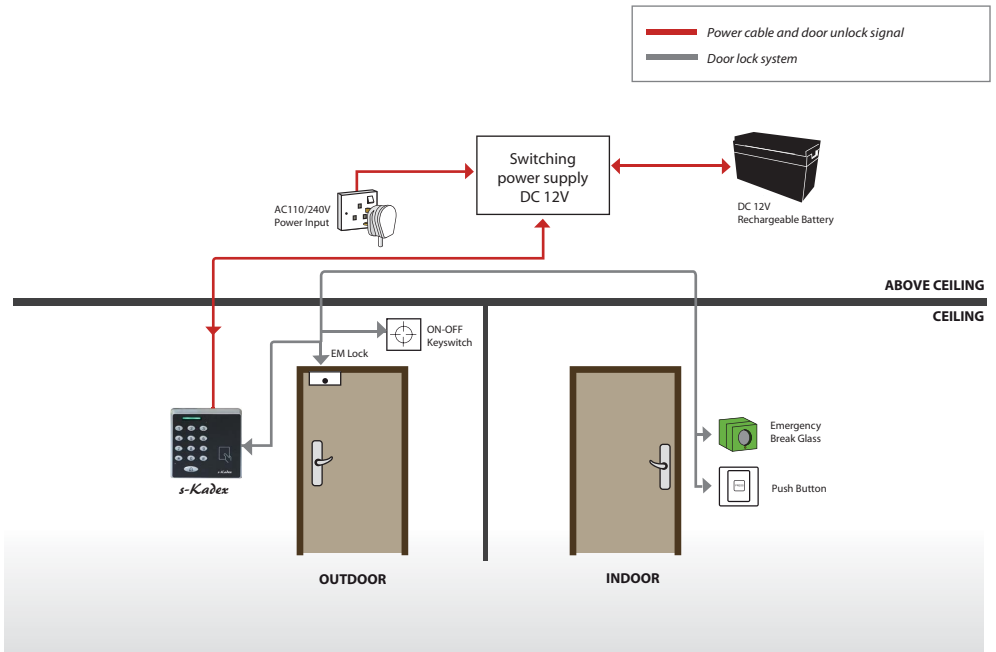 Power cable and door unlock signal
Door lock system
Switching
power supply
DC 12V
AC110/240V
Power Input
DC 12V
Rechargeable Battery
ABOVE CEILING
CEILING
ON-OFF
Keyswitch
EM Lock
s-Kadex
s-Kadex
Emergency
Break Glass
Push Button
OUTDOOR
INDOOR